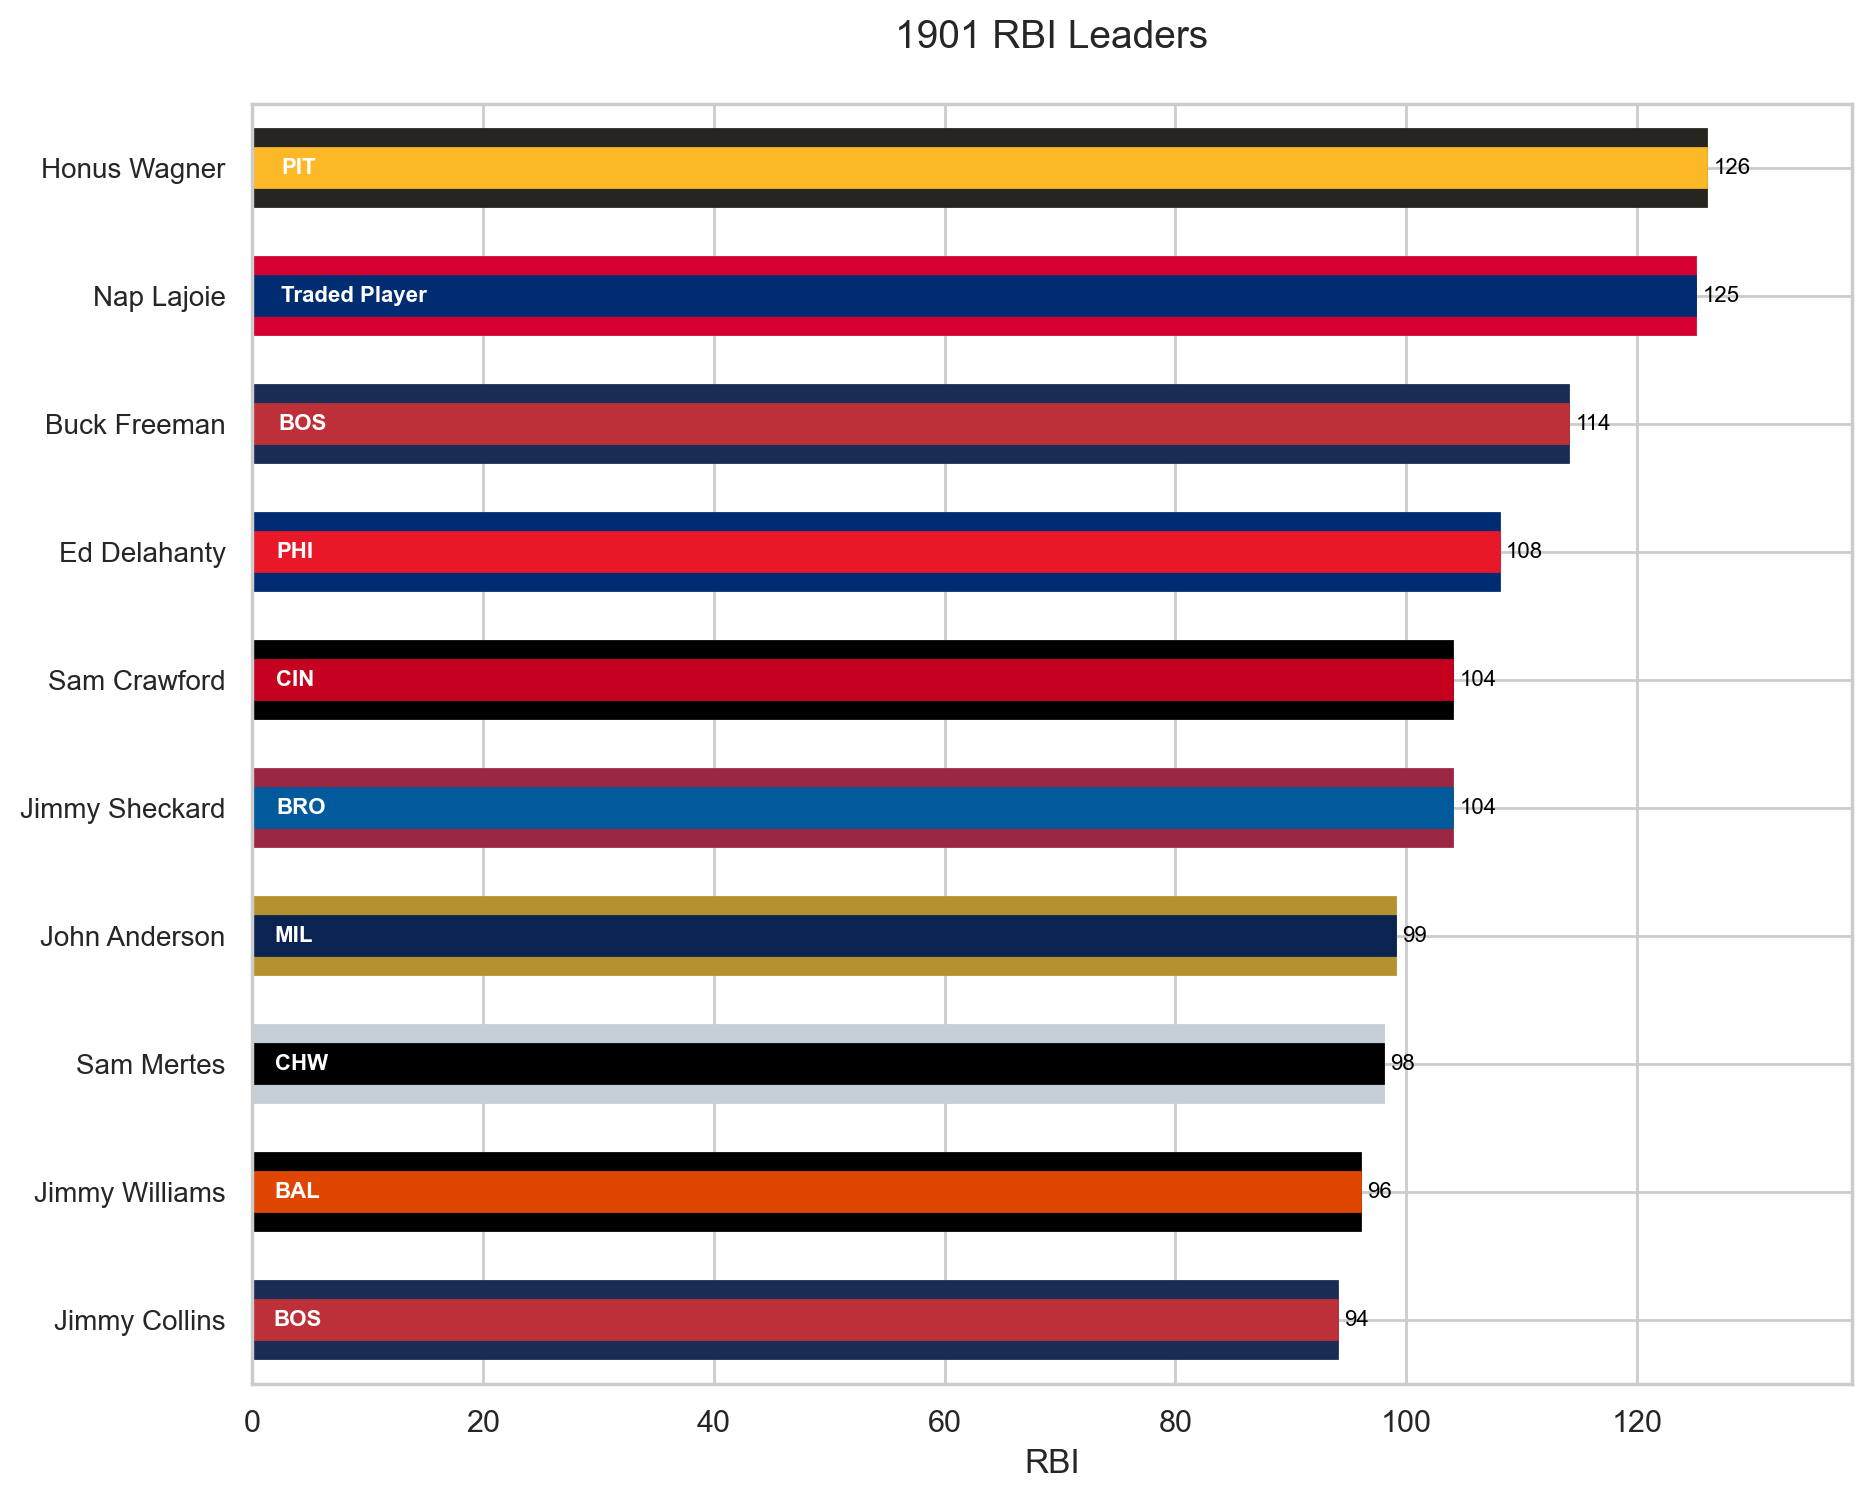 1901 RBI Leaders
Honus Wagner PIT 126
Nap Lajoie Traded Player 125
Buck Freeman BOS 114
Ed Delahanty PHI 108
Sam Crawford CIN 104
Jimmy Sheckard BRO 104
John Anderson MIL 99
Sam Mertes CHW 98
Jimmy Williams BAL 96
Jimmy Collins BOS 94
0 20 40 60 80 100 120
RBI